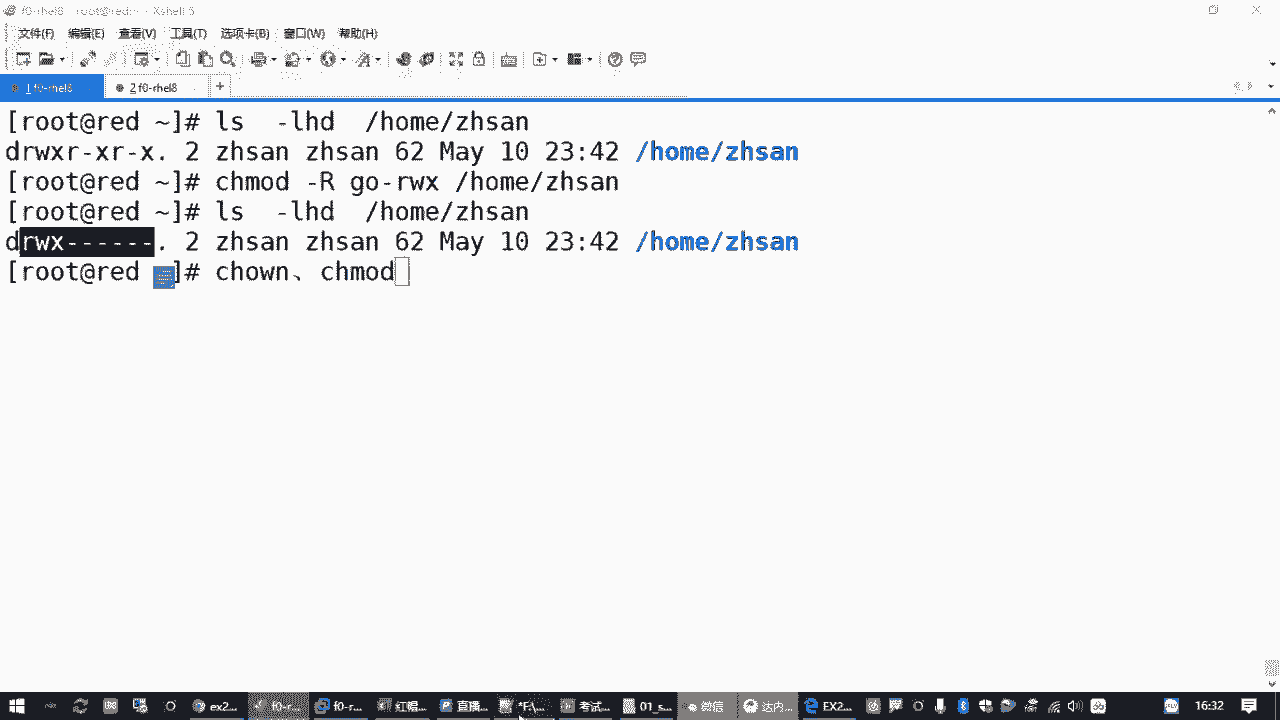 f0-rhel8 - root@red:~ - Xshell 5
文件(F) 编辑(E) 查看(V) 工具(T) 选项卡(B) 窗口(W) 帮助(H)
1 f0-rhel8 2 f0-rhel8 +
[root@red ~]# ls  -lhd  /home/zhsan
drwxr-xr-x. 2 zhsan zhsan 62 May 10 23:42 /home/zhsan
[root@red ~]# chmod -R go-rwx /home/zhsan
[root@red ~]# ls  -lhd  /home/zhsan
drwx------. 2 zhsan zhsan 62 May 10 23:42 /home/zhsan
[root@red ]# chown、chmod
ex2... f0-r... f0-r... 红帽... 直播... 考试... 01_s... 微信 达内... EX2... 16:32